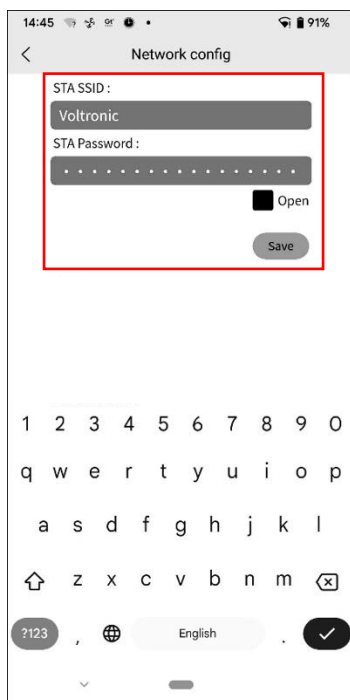 14:45 91%
Network config
STA SSID :
Voltronic
STA Password :
Open
Save
1 2 3 4 5 6 7 8 9 0
q w e r t y u i o p
a s d f g h j k l
z x c v b n m
?123 , English .